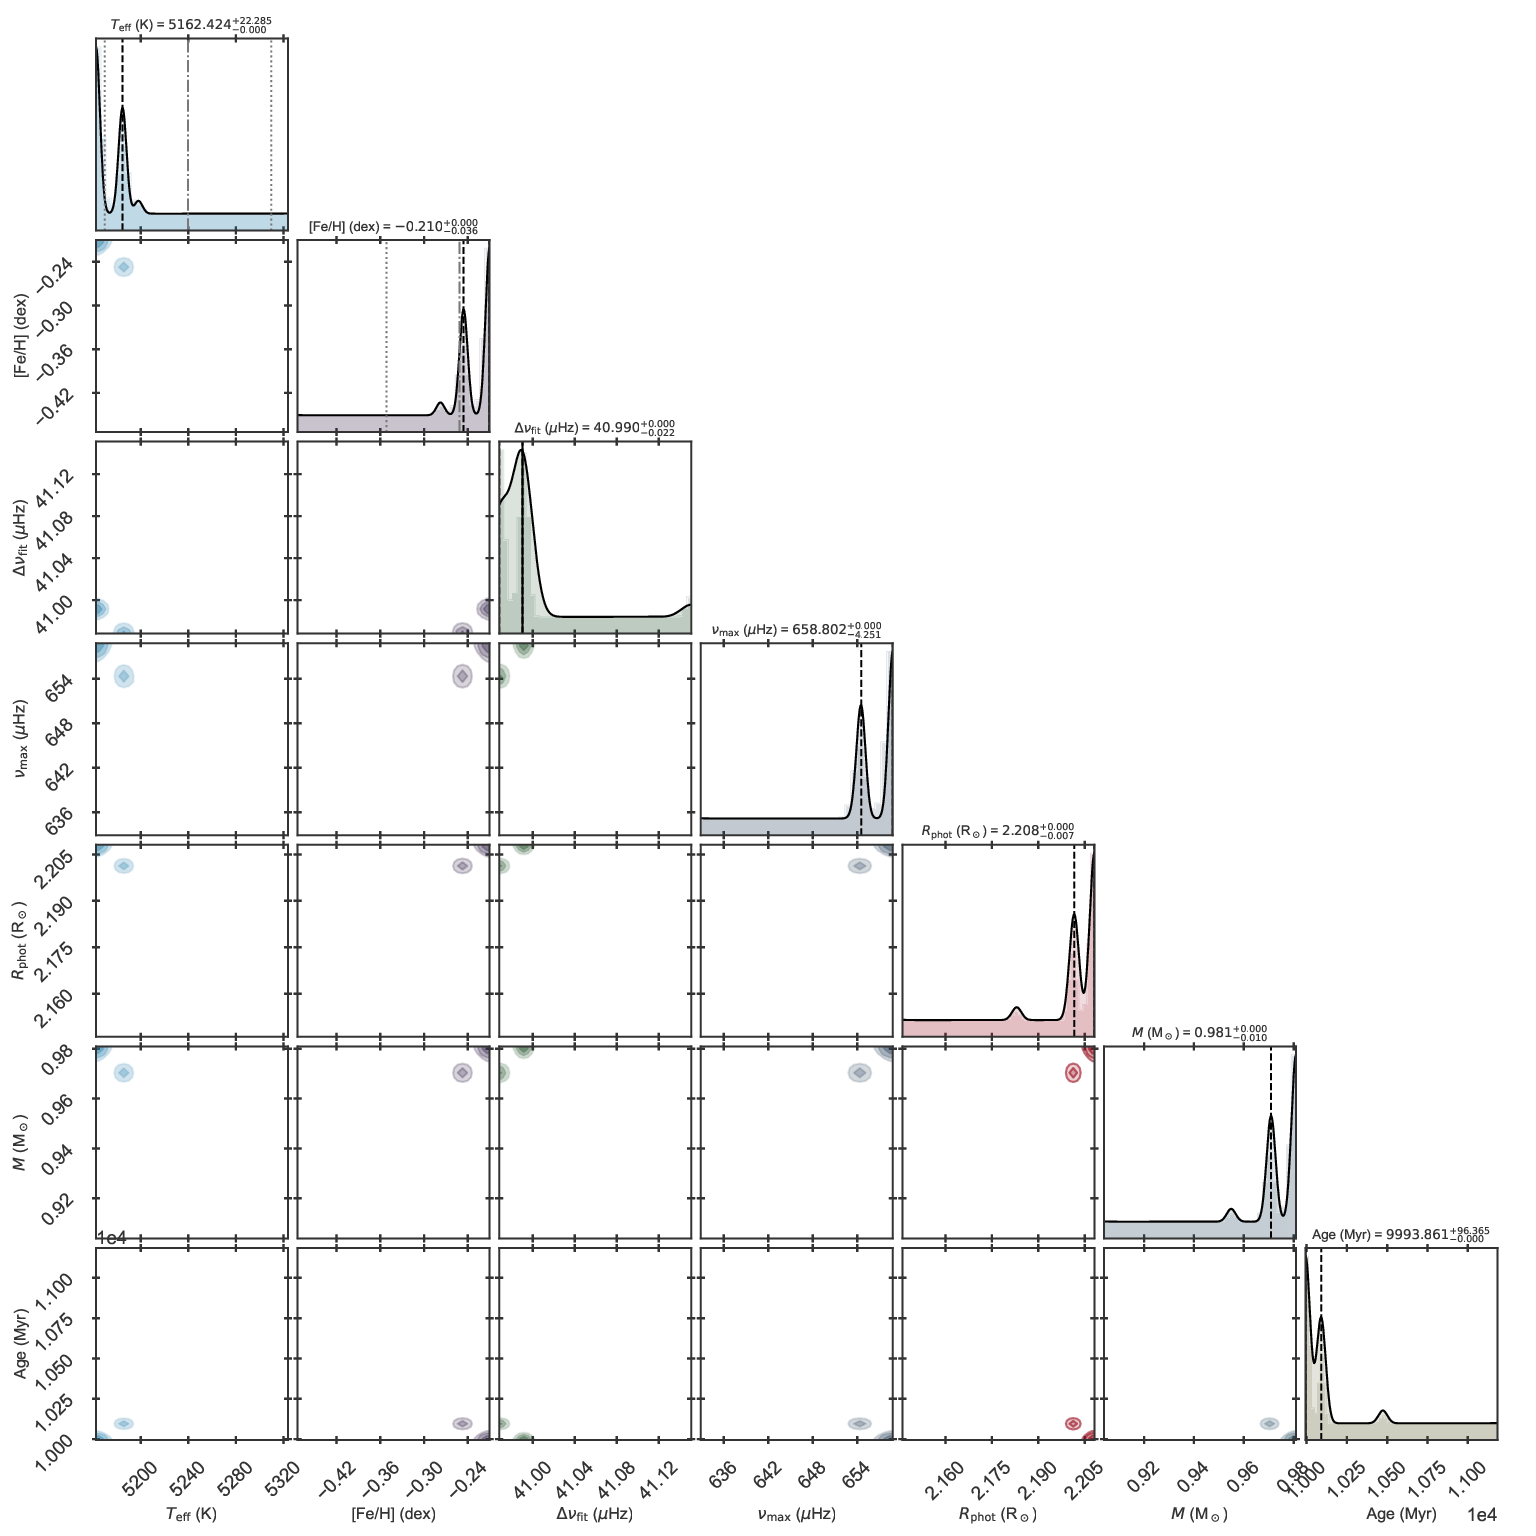 T_eff (K) = 5162.424 +22.285 −0.000
[Fe/H] (dex) = −0.210 +0.000 −0.036
−0.24
−0.30
−0.36
−0.42
[Fe/H] (dex)
Δν_fit (μHz) = 40.990 +0.000 −0.022
41.12
41.08
41.04
41.00
Δν_fit (μHz)
ν_max (μHz) = 658.802 +0.000 −4.251
654
648
642
636
ν_max (μHz)
R_phot (R⊙) = 2.208 +0.000 −0.007
2.205
2.190
2.175
2.160
R_phot (R⊙)
M (M⊙) = 0.981 +0.000 −0.010
0.98
0.96
0.94
0.92
M (M⊙)
1e4
Age (Myr) = 9993.861 +96.365 −0.000
1.100
1.075
1.050
1.025
1.000
Age (Myr)
5200 5240 5280 5320
−0.42 −0.36 −0.30 −0.24
41.00 41.04 41.08 41.12
636 642 648 654
2.160 2.175 2.190 2.205
0.92 0.94 0.96 0.98
1.000 1.025 1.050 1.075 1.100
T_eff (K)
[Fe/H] (dex)
Δν_fit (μHz)
ν_max (μHz)
R_phot (R⊙)
M (M⊙)
Age (Myr)
1e4